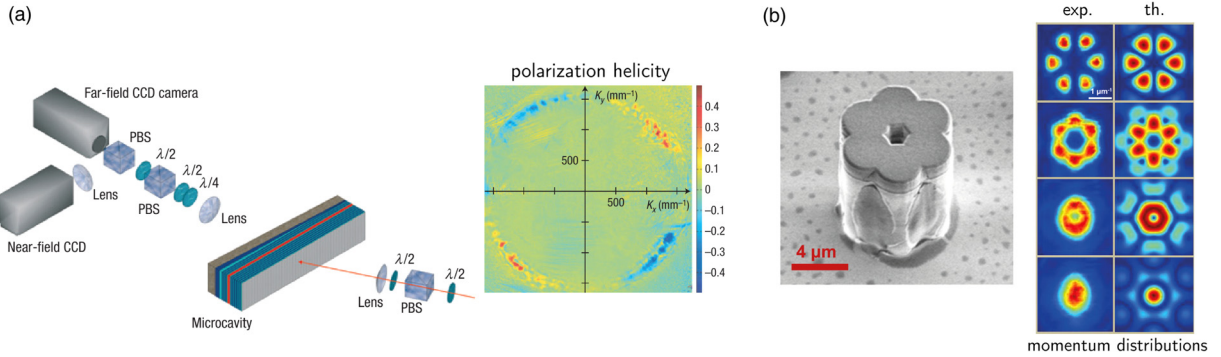 (a)
Far-field CCD camera
PBS
λ/2
λ/2
λ/4
Lens
PBS
Lens
Near-field CCD
Microcavity
λ/2
λ/2
Lens
PBS
polarization helicity
Ky (mm⁻¹)
500
Kx (mm⁻¹)
500
0.4
0.3
0.2
0.1
0
−0.1
−0.2
−0.3
−0.4
(b)
4 μm
exp.
th.
1 μm⁻¹
momentum distributions